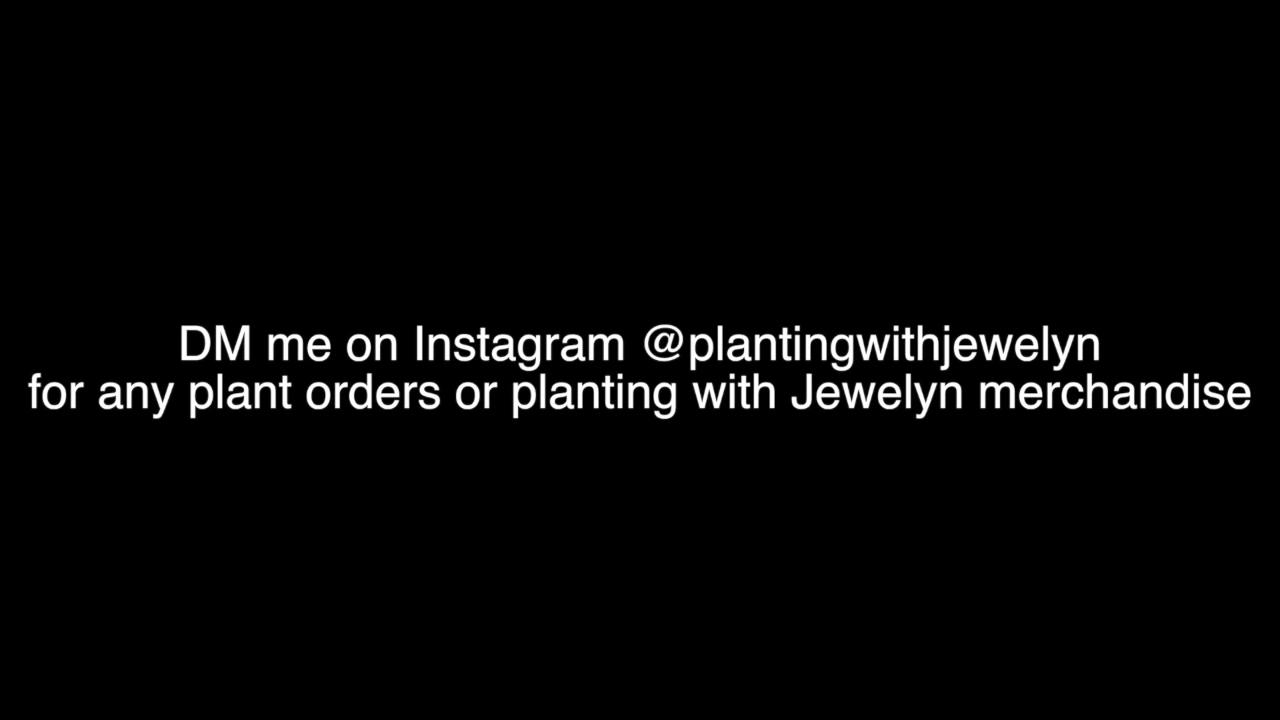 DM me on Instagram @plantingwithjewelyn
for any plant orders or planting with Jewelyn merchandise